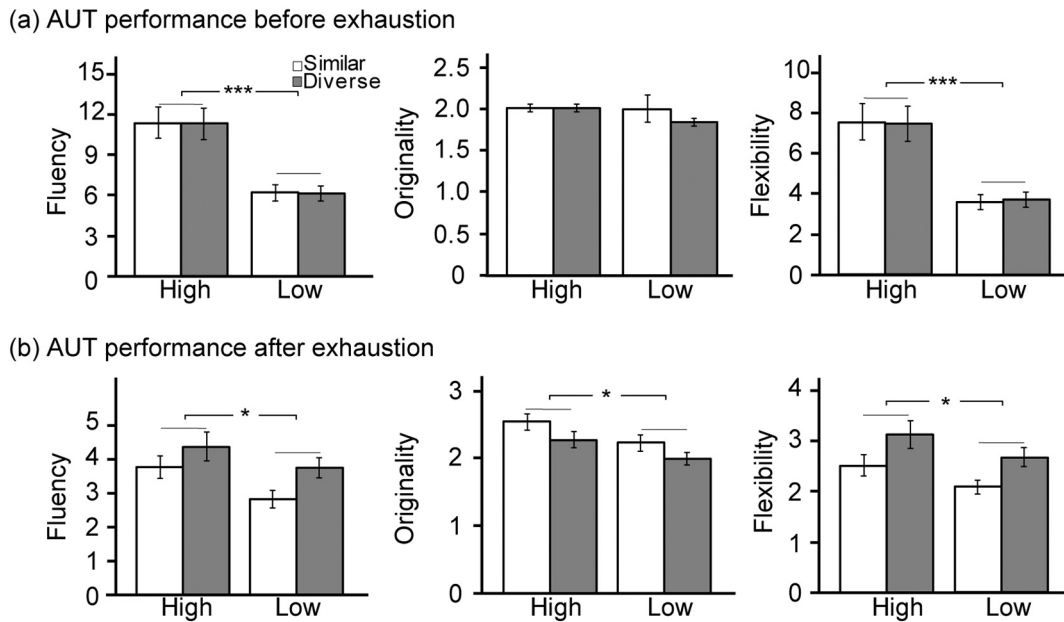 (a) AUT performance before exhaustion
Fluency
15
12
9
6
3
0
***
Similar
Diverse
High Low
Originality
2.5
2.0
1.5
1.0
0.5
0
High Low
Flexibility
10
8
6
4
2
0
***
High Low
(b) AUT performance after exhaustion
Fluency
5
4
3
2
1
0
*
High Low
Originality
3
2
1
0
*
High Low
Flexibility
4
3
2
1
0
*
High Low